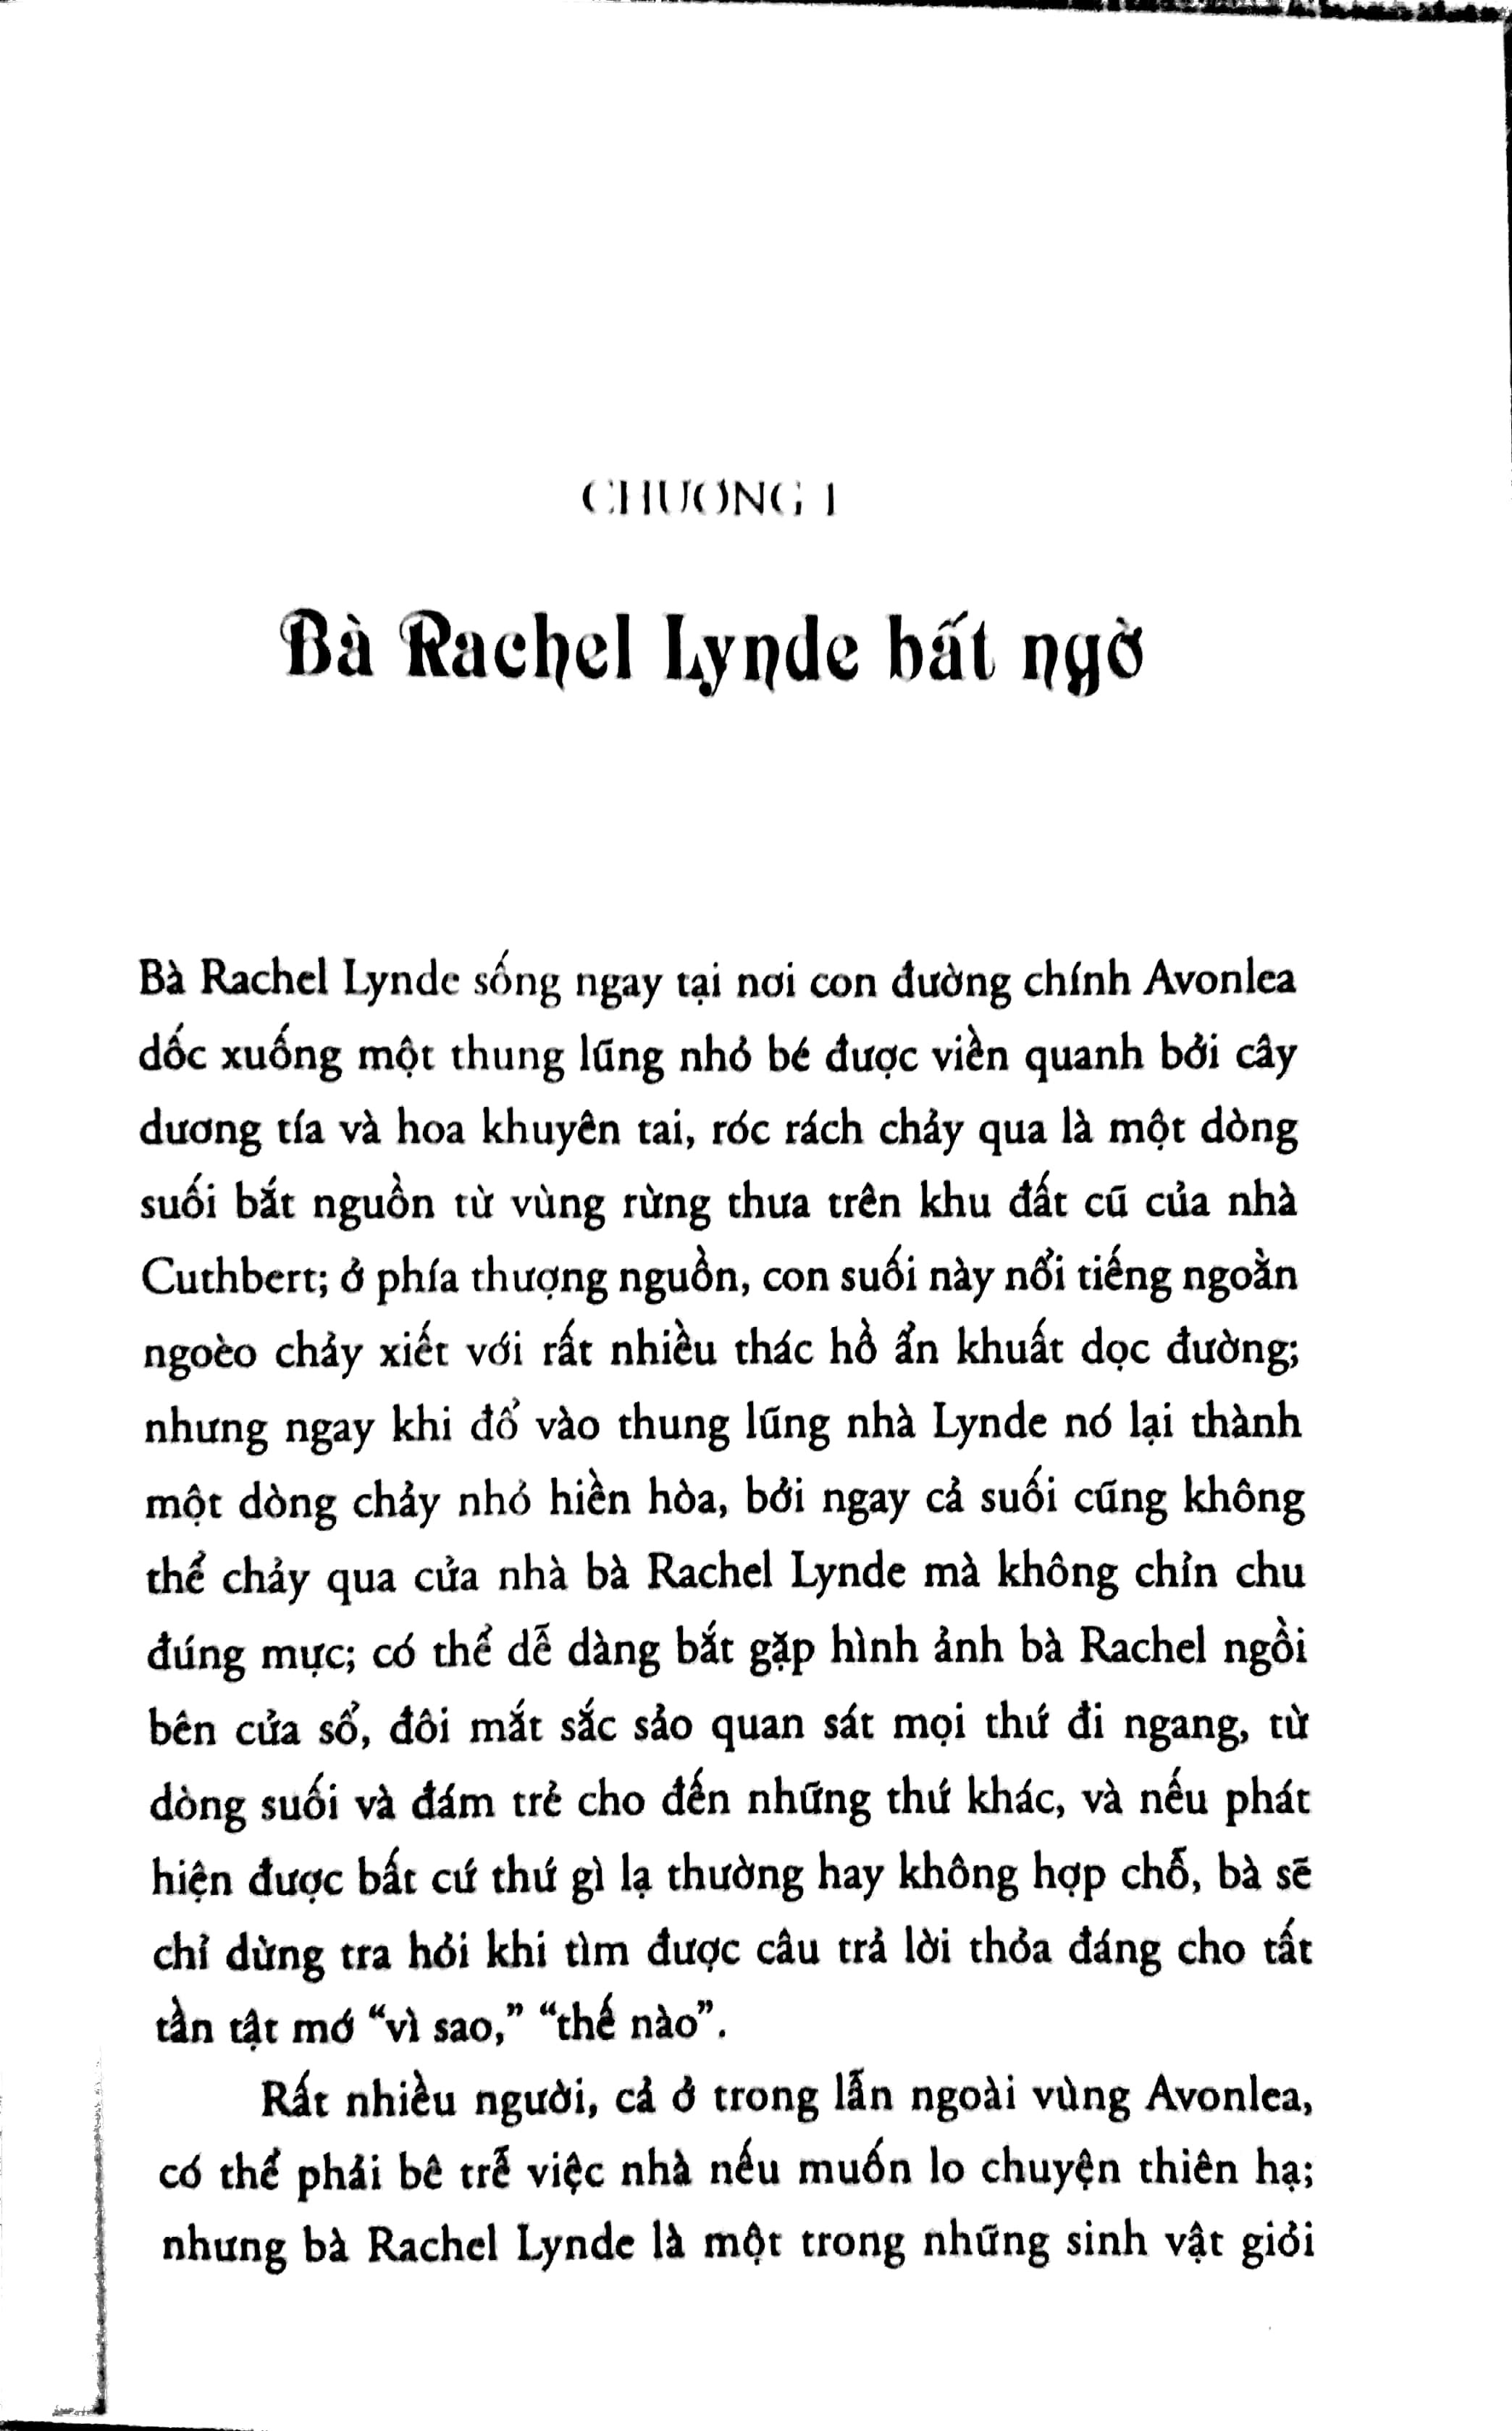 CHƯƠNG 1
Bà Rachel Lynde bất ngờ
Bà Rachel Lynde sống ngay tại nơi con đường chính Avonlea
dốc xuống một thung lũng nhỏ bé được viền quanh bởi cây
dương tía và hoa khuyên tai, róc rách chảy qua là một dòng
suối bắt nguồn từ vùng rừng thưa trên khu đất cũ của nhà
Cuthbert; ở phía thượng nguồn, con suối này nổi tiếng ngoằn
ngoèo chảy xiết với rất nhiều thác hồ ẩn khuất dọc đường;
nhưng ngay khi đổ vào thung lũng nhà Lynde nó lại thành
một dòng chảy nhỏ hiền hòa, bởi ngay cả suối cũng không
thể chảy qua cửa nhà bà Rachel Lynde mà không chỉn chu
đúng mực; có thể dễ dàng bắt gặp hình ảnh bà Rachel ngồi
bên cửa sổ, đôi mắt sắc sảo quan sát mọi thứ đi ngang, từ
dòng suối và đám trẻ cho đến những thứ khác, và nếu phát
hiện được bất cứ thứ gì lạ thường hay không hợp chỗ, bà sẽ
chỉ dừng tra hỏi khi tìm được câu trả lời thỏa đáng cho tất
tần tật mớ “vì sao,” “thế nào”.
Rất nhiều người, cả ở trong lẫn ngoài vùng Avonlea,
có thể phải bê trễ việc nhà nếu muốn lo chuyện thiên hạ;
nhưng bà Rachel Lynde là một trong những sinh vật giỏi